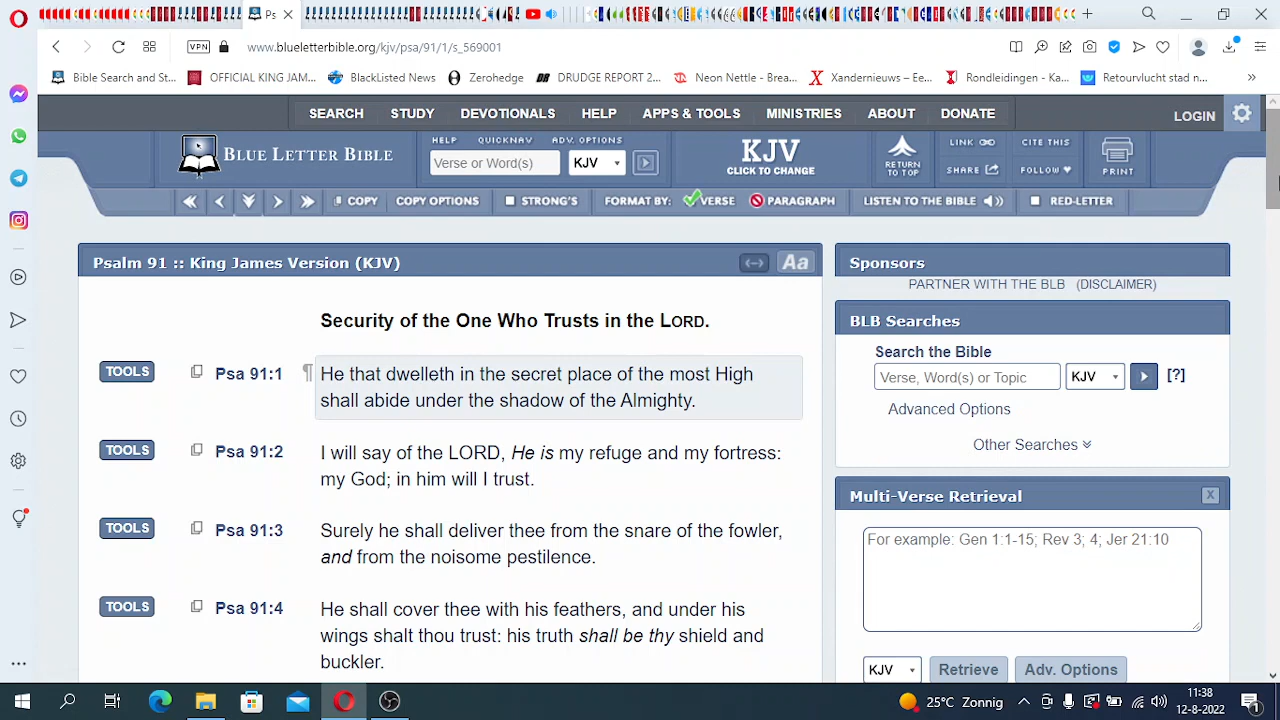 Ps
www.blueletterbible.org/kjv/psa/91/1/s_569001
VPN
Bible Search and St...
OFFICIAL KING JAM...
BlackListed News
Zerohedge
DRUDGE REPORT 2...
Neon Nettle - Brea...
Xandernieuws – Ee...
Rondleidingen - Ka...
Retourvlucht stad n...
SEARCH
STUDY
DEVOTIONALS
HELP
APPS & TOOLS
MINISTRIES
ABOUT
DONATE
LOGIN
BLUE LETTER BIBLE
HELP QUICKNAV ADV. OPTIONS
Verse or Word(s)
KJV
KJV
CLICK TO CHANGE
RETURN
TO TOP
LINK
CITE THIS
SHARE
FOLLOW
PRINT
COPY
COPY OPTIONS
STRONG'S
FORMAT BY:
VERSE
PARAGRAPH
LISTEN TO THE BIBLE
RED-LETTER
Psalm 91 :: King James Version (KJV)
Aa
Security of the One Who Trusts in the LORD.
TOOLS
Psa 91:1
¶
He that dwelleth in the secret place of the most High
shall abide under the shadow of the Almighty.
TOOLS
Psa 91:2
I will say of the LORD, He is my refuge and my fortress:
my God; in him will I trust.
TOOLS
Psa 91:3
Surely he shall deliver thee from the snare of the fowler,
and from the noisome pestilence.
TOOLS
Psa 91:4
He shall cover thee with his feathers, and under his
wings shalt thou trust: his truth shall be thy shield and
buckler.
Sponsors
PARTNER WITH THE BLB (DISCLAIMER)
BLB Searches
Search the Bible
Verse, Word(s) or Topic
KJV
[?]
Advanced Options
Other Searches
Multi-Verse Retrieval
X
For example: Gen 1:1-15; Rev 3; 4; Jer 21:10
KJV
Retrieve
Adv. Options
25°C Zonnig
11:38
12-8-2022
1